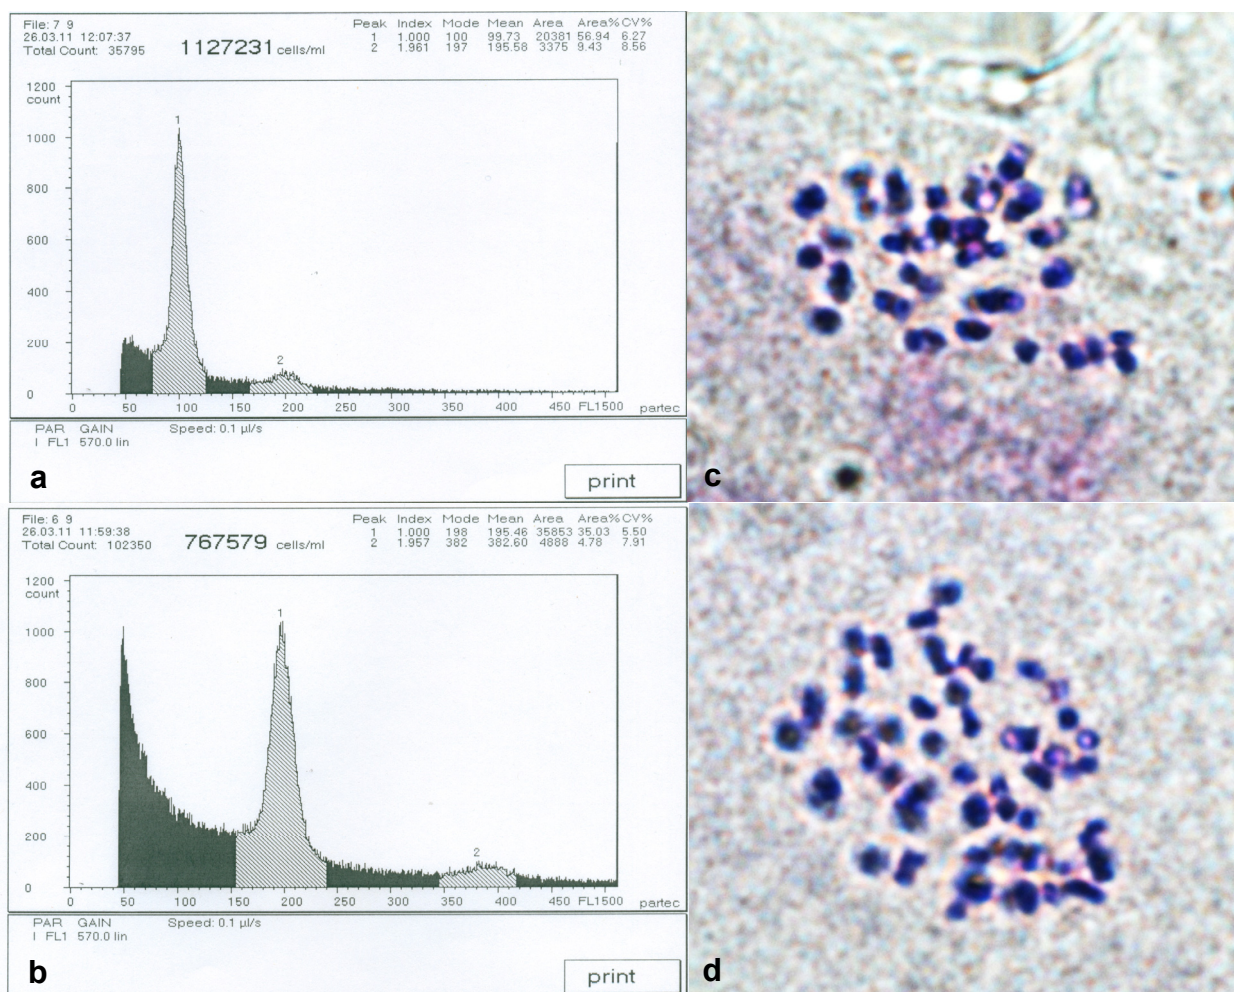 File: 7 9
26.03.11 12:07:37
Total Count: 35795
1127231 cells/ml
Peak Index Mode Mean Area Area% CV%
1 1.000 100 99.73 20381 56.94 6.27
2 1.961 197 195.58 3375 9.43 8.56
1200
count
1000
800
600
400
200
0
1
2
0 50 100 150 200 250 300 350 400 450 FL1500 partec
PAR GAIN Speed: 0.1 µl/s
I FL1 570.0 lin
print
a
File: 6 9
26.03.11 11:59:38
Total Count: 102350
767579 cells/ml
Peak Index Mode Mean Area Area% CV%
1 1.000 198 195.46 35853 35.03 5.50
2 1.957 382 382.60 4888 4.78 7.91
1200
count
1000
800
600
400
200
0
1
2
0 50 100 150 200 250 300 350 400 450 FL1500 partec
PAR GAIN Speed: 0.1 µl/s
I FL1 570.0 lin
print
b
c
d